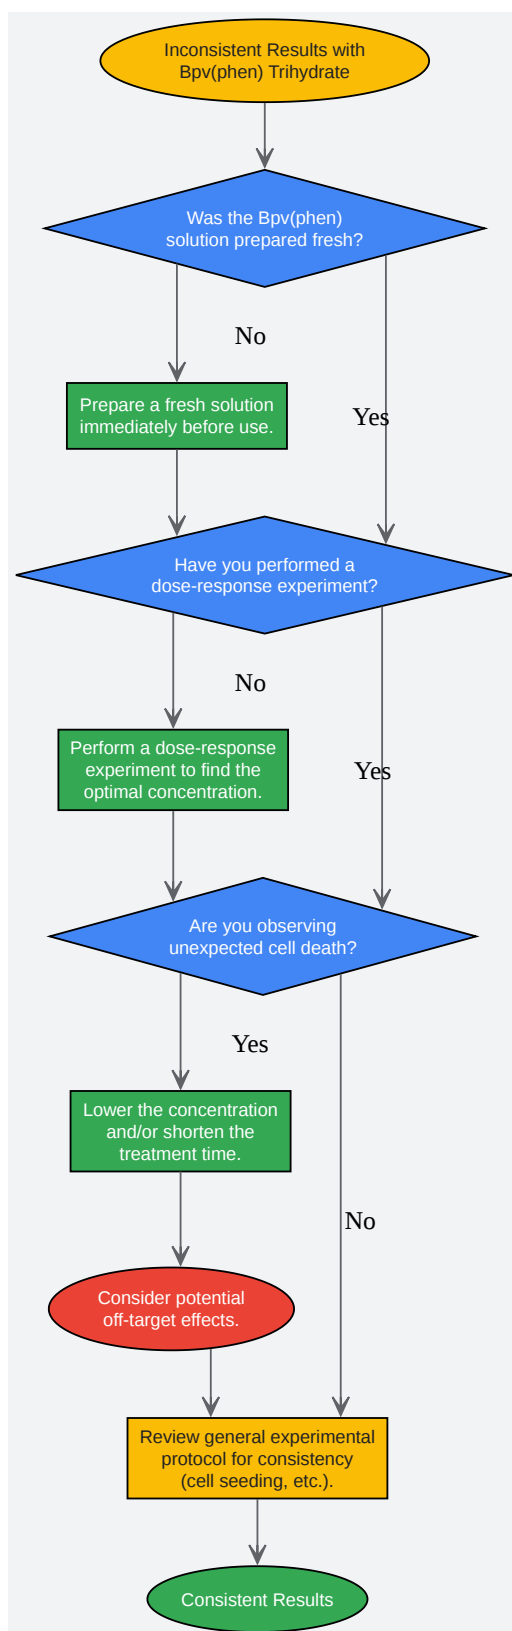 Inconsistent Results with
Bpv(phen) Trihydrate
Was the Bpv(phen)
solution prepared fresh?
No
Prepare a fresh solution
immediately before use.
Yes
Have you performed a
dose-response experiment?
No
Perform a dose-response
experiment to find the
optimal concentration.
Yes
Are you observing
unexpected cell death?
Yes
Lower the concentration
and/or shorten the
treatment time.
No
Consider potential
off-target effects.
Review general experimental
protocol for consistency
(cell seeding, etc.).
Consistent Results